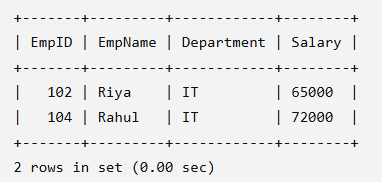 +-------+---------+------------+--------+
| EmpID | EmpName | Department | Salary |
+-------+---------+------------+--------+
|   102 | Riya    | IT         | 65000  |
|   104 | Rahul   | IT         | 72000  |
+-------+---------+------------+--------+
2 rows in set (0.00 sec)